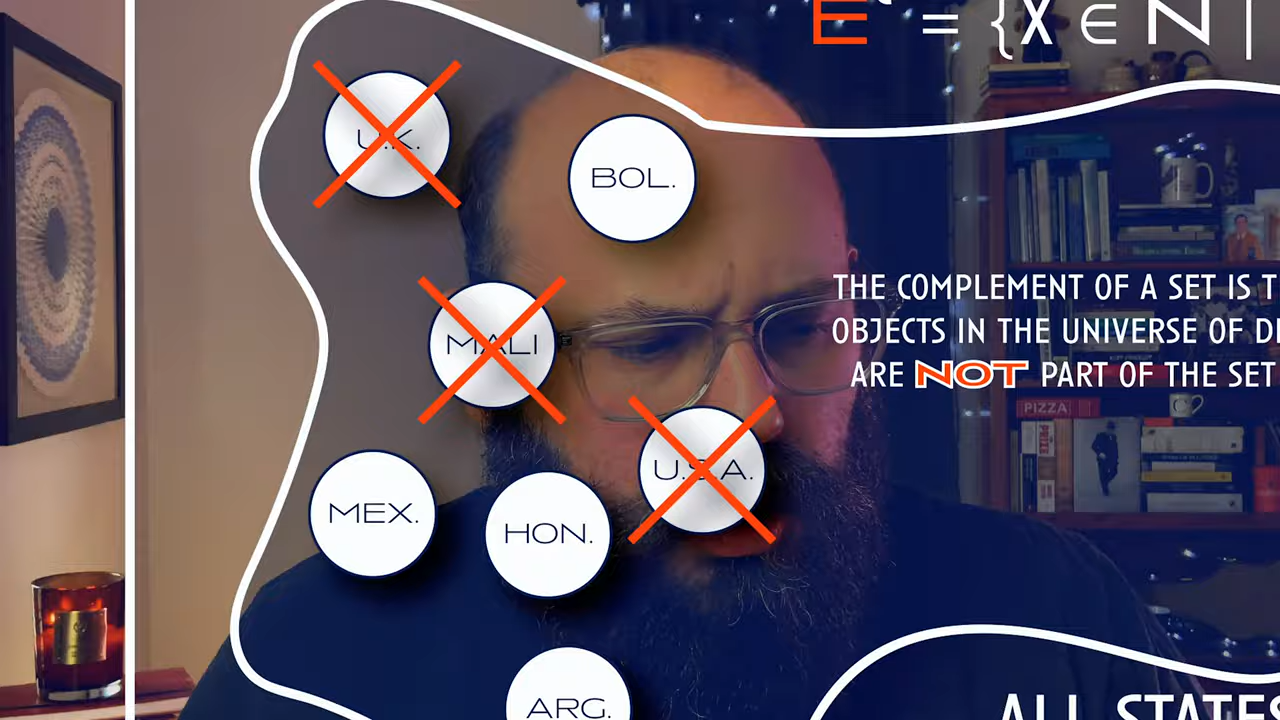 E = {X ∈ N |
U.K.
BOL.
THE COMPLEMENT OF A SET IS
OBJECTS IN THE UNIVERSE OF
ARE NOT PART OF THE SET
MALI
U.S.A.
MEX.
HON.
ARG.
ALL STATES
PIZZA